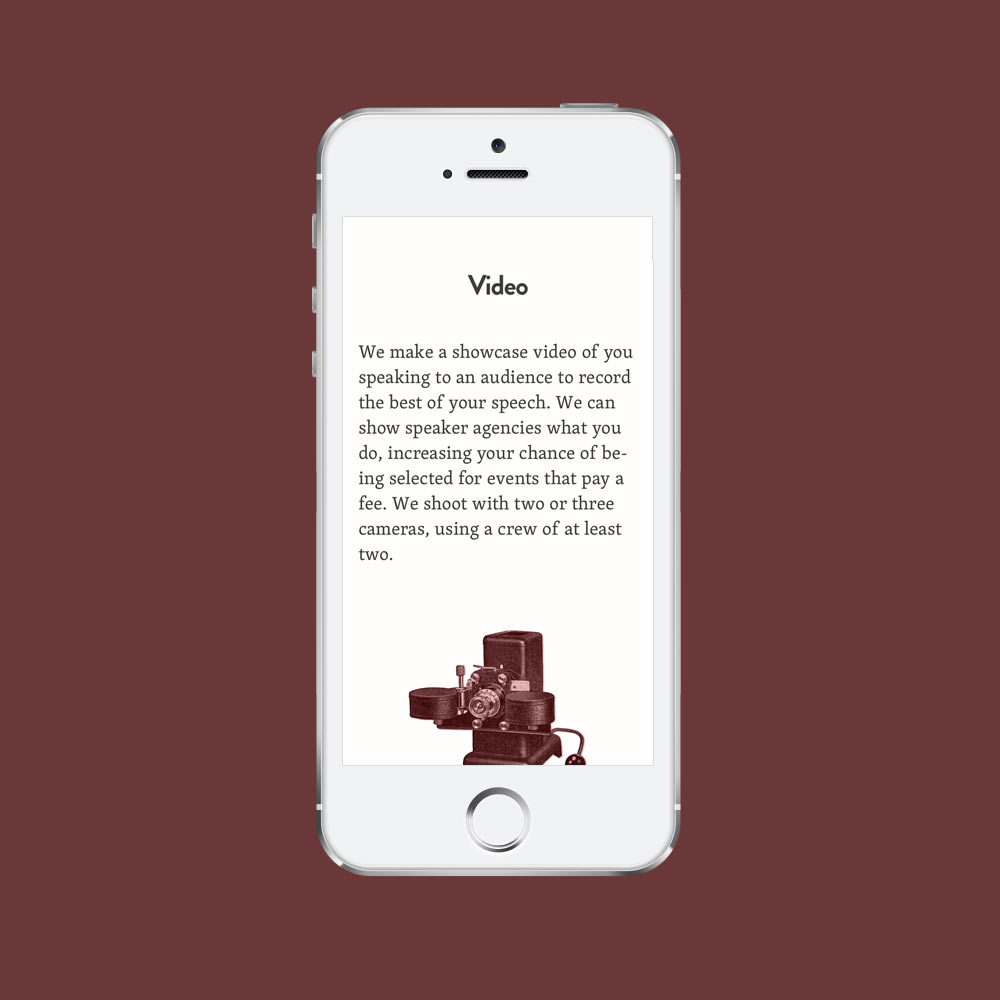 Video
We make a showcase video of you
speaking to an audience to record
the best of your speech. We can
show speaker agencies what you
do, increasing your chance of be-
ing selected for events that pay a
fee. We shoot with two or three
cameras, using a crew of at least
two.